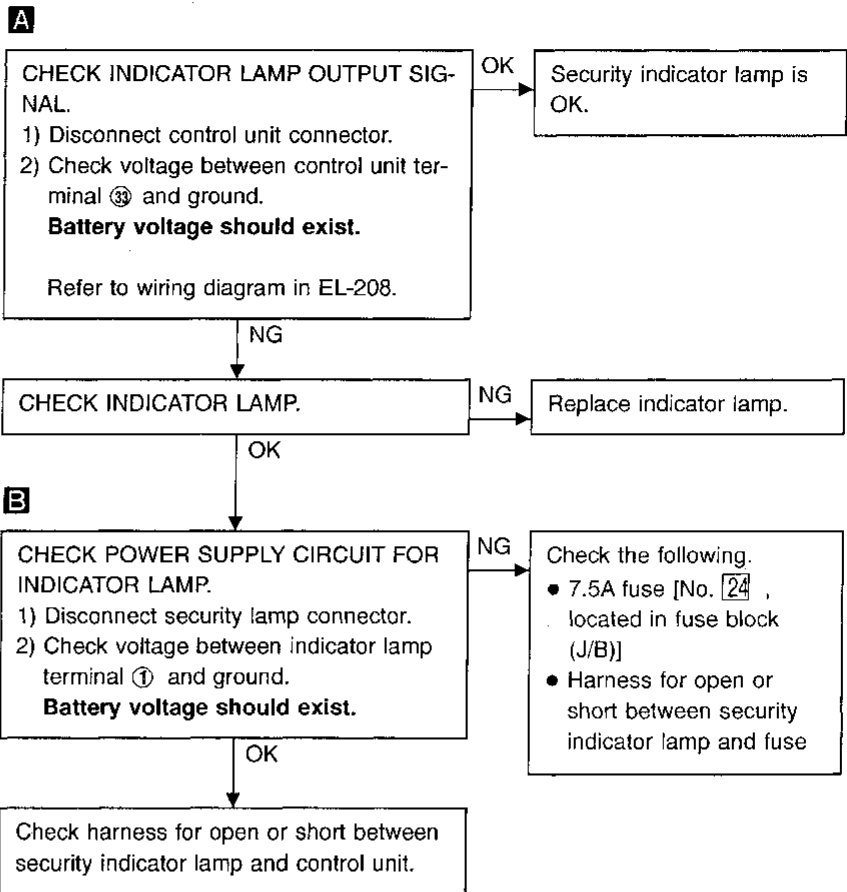 A
CHECK INDICATOR LAMP OUTPUT SIG-
NAL.
1) Disconnect control unit connector.
2) Check voltage between control unit ter-
minal ㉝ and ground.
Battery voltage should exist.
Refer to wiring diagram in EL-208.
OK
Security indicator lamp is
OK.
NG
CHECK INDICATOR LAMP.
NG
Replace indicator lamp.
OK
B
CHECK POWER SUPPLY CIRCUIT FOR
INDICATOR LAMP.
1) Disconnect security lamp connector.
2) Check voltage between indicator lamp
terminal ① and ground.
Battery voltage should exist.
NG
Check the following.
● 7.5A fuse [No. 24 ,
located in fuse block
(J/B)]
● Harness for open or
short between security
indicator lamp and fuse
OK
Check harness for open or short between
security indicator lamp and control unit.